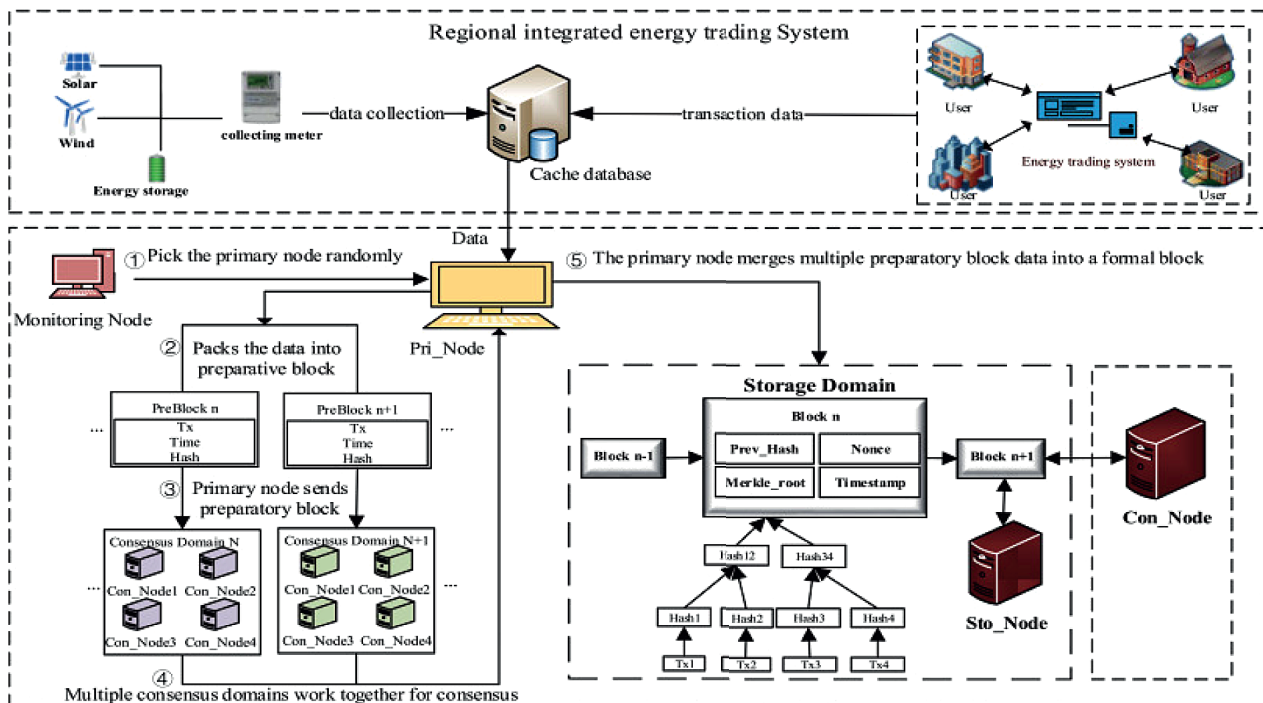 Regional integrated energy trading System
Solar
Wind
Energy storage
collecting meter
data collection
Cache database
transaction data
User
User
User
User
Energy trading system
Data
① Pick the primary node randomly
Monitoring Node
Pri_Node
⑤ The primary node merges multiple preparatory block data into a formal block
② Packs the data into
preparative block
...
PreBlock n
Tx
Time
Hash
PreBlock n+1
Tx
Time
Hash
...
③ Primary node sends
preparatory block
...
Consensus Domain N
Con_Node1
Con_Node2
Con_Node3
Con_Node4
Consensus Domain N+1
Con_Node1
Con_Node2
Con_Node3
Con_Node4
...
④
Multiple consensus domains work together for consensus
Storage Domain
Block n-1
Block n
Prev_Hash
Nonce
Merkle_root
Timestamp
Block n+1
Hash12
Hash34
Hash1
Hash2
Hash3
Hash4
Tx1
Tx2
Tx3
Tx4
Sto_Node
Con_Node